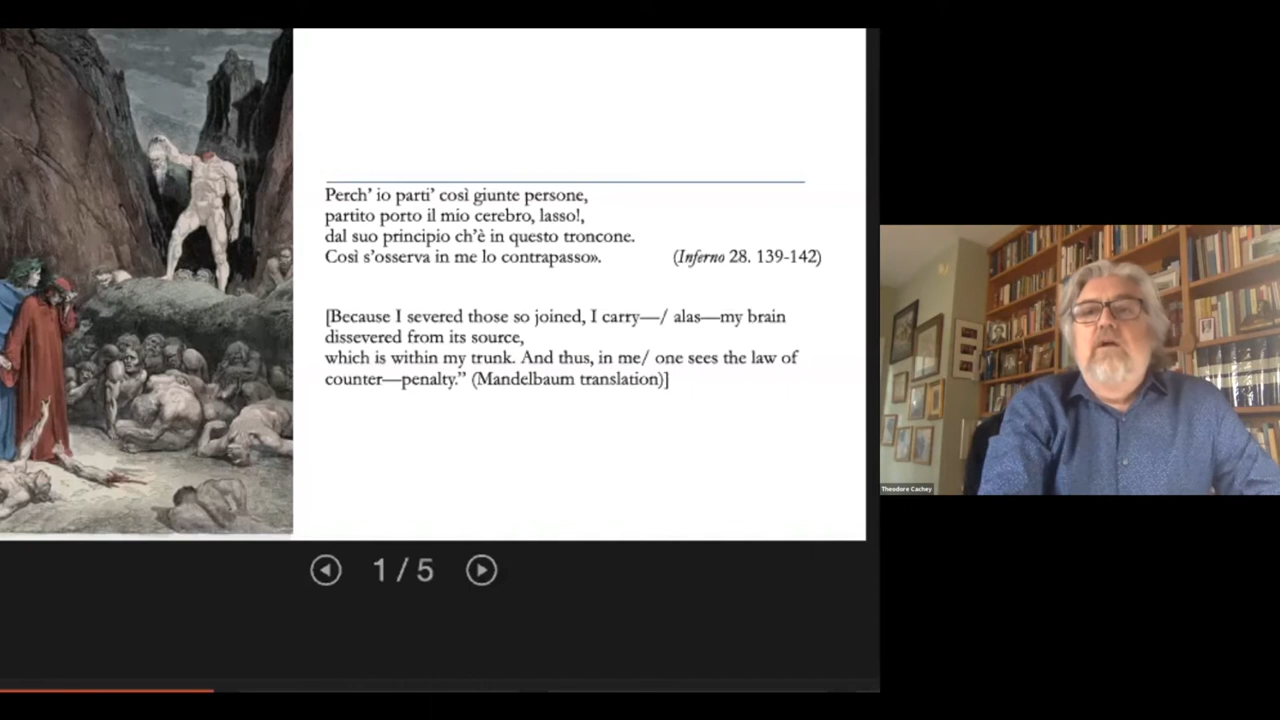 Perch’ io parti’ così giunte persone,
partito porto il mio cerebro, lasso!,
dal suo principio ch’è in questo troncone.
Così s’osserva in me lo contrapasso». (Inferno 28. 139-142)
[Because I severed those so joined, I carry—/ alas—my brain
dissevered from its source,
which is within my trunk. And thus, in me/ one sees the law of
counter—penalty.” (Mandelbaum translation)]
1 / 5
Theodore Cachey